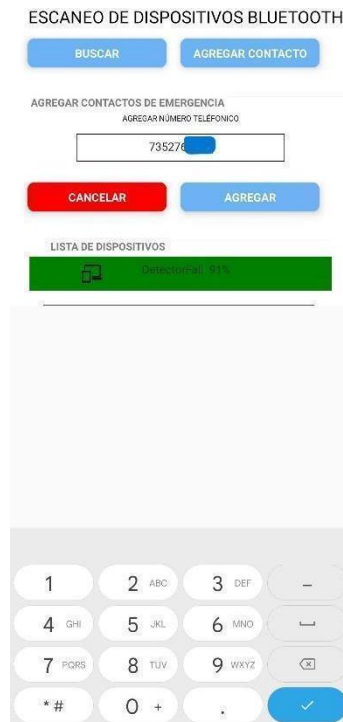 ESCANEO DE DISPOSITIVOS BLUETOOTH
BUSCAR AGREGAR CONTACTO
AGREGAR CONTACTOS DE EMERGENCIA
AGREGAR NÚMERO TELÉFONICO
735276
CANCELAR AGREGAR
LISTA DE DISPOSITIVOS
DetectorFal: 91%
1 2 ABC 3 DEF –
4 GHI 5 JKL 6 MNO
7 PQRS 8 TUV 9 WXYZ
* # 0 + .